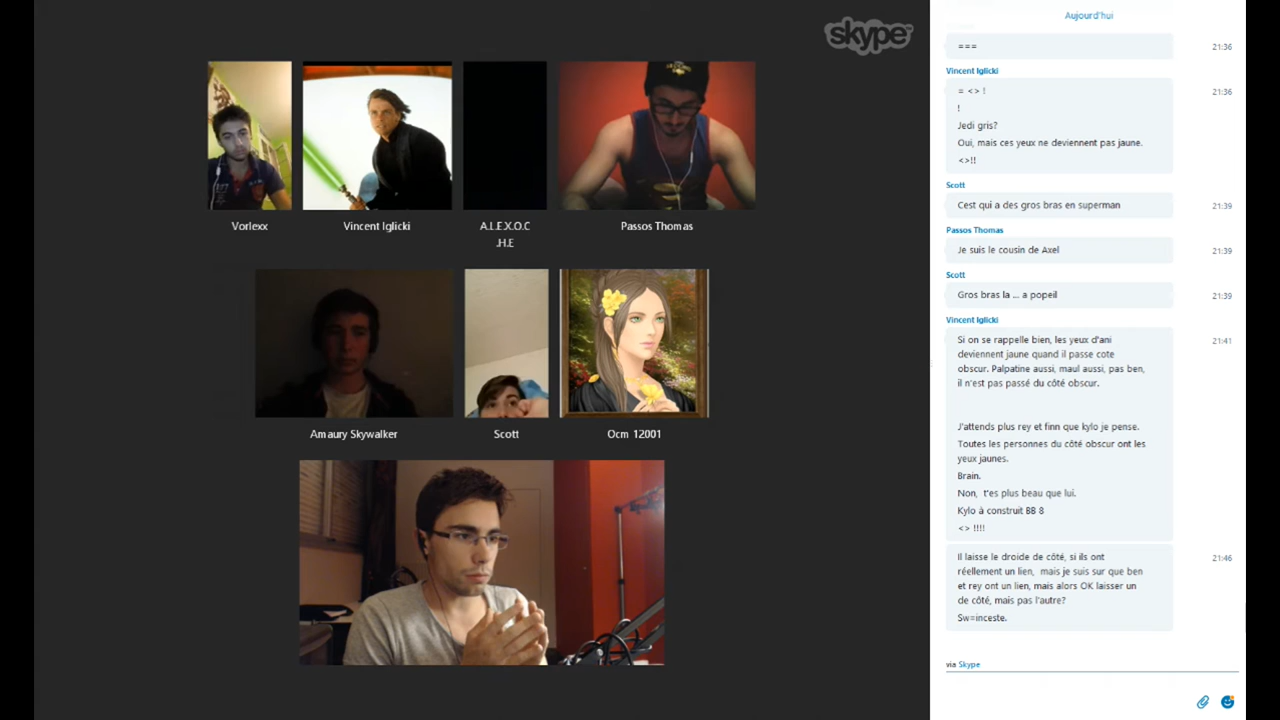 skype
Vorlexx
Vincent Iglicki
A.L.E.X.O.C
.H.E
Passos Thomas
Amaury Skywalker
Scott
Ocm 12001
Aujourd'hui
===
21:36
Vincent Iglicki
= <> !
21:36
!
Jedi gris?
Oui, mais ces yeux ne deviennent pas jaune.
<>!!
Scott
Cest qui a des gros bras en superman
21:39
Passos Thomas
Je suis le cousin de Axel
21:39
Scott
Gros bras la ... a popeil
21:39
Vincent Iglicki
Si on se rappelle bien, les yeux d'ani
21:41
deviennent jaune quand il passe cote
obscur. Palpatine aussi, maul aussi, pas ben,
il n'est pas passé du côté obscur.
J'attends plus rey et finn que kylo je pense.
Toutes les personnes du côté obscur ont les
yeux jaunes.
Brain.
Non, t'es plus beau que lui.
Kylo à construit BB 8
<> !!!!
Il laisse le droide de côté, si ils ont
21:46
réellement un lien, mais je suis sur que ben
et rey ont un lien, mais alors OK laisser un
de côté, mais pas l'autre?
Sw=inceste.
via Skype